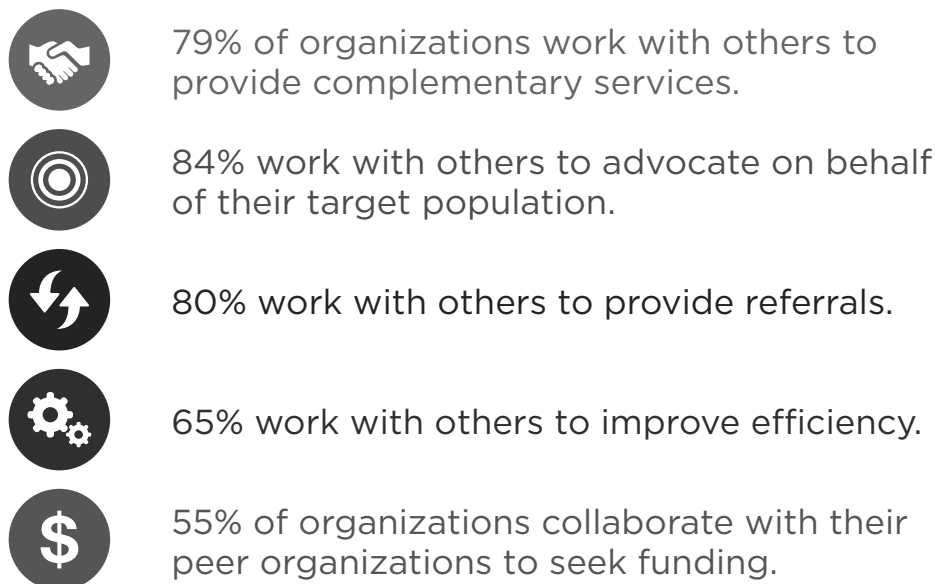 79% of organizations work with others to
provide complementary services.
84% work with others to advocate on behalf
of their target population.
80% work with others to provide referrals.
65% work with others to improve efficiency.
$
55% of organizations collaborate with their
peer organizations to seek funding.